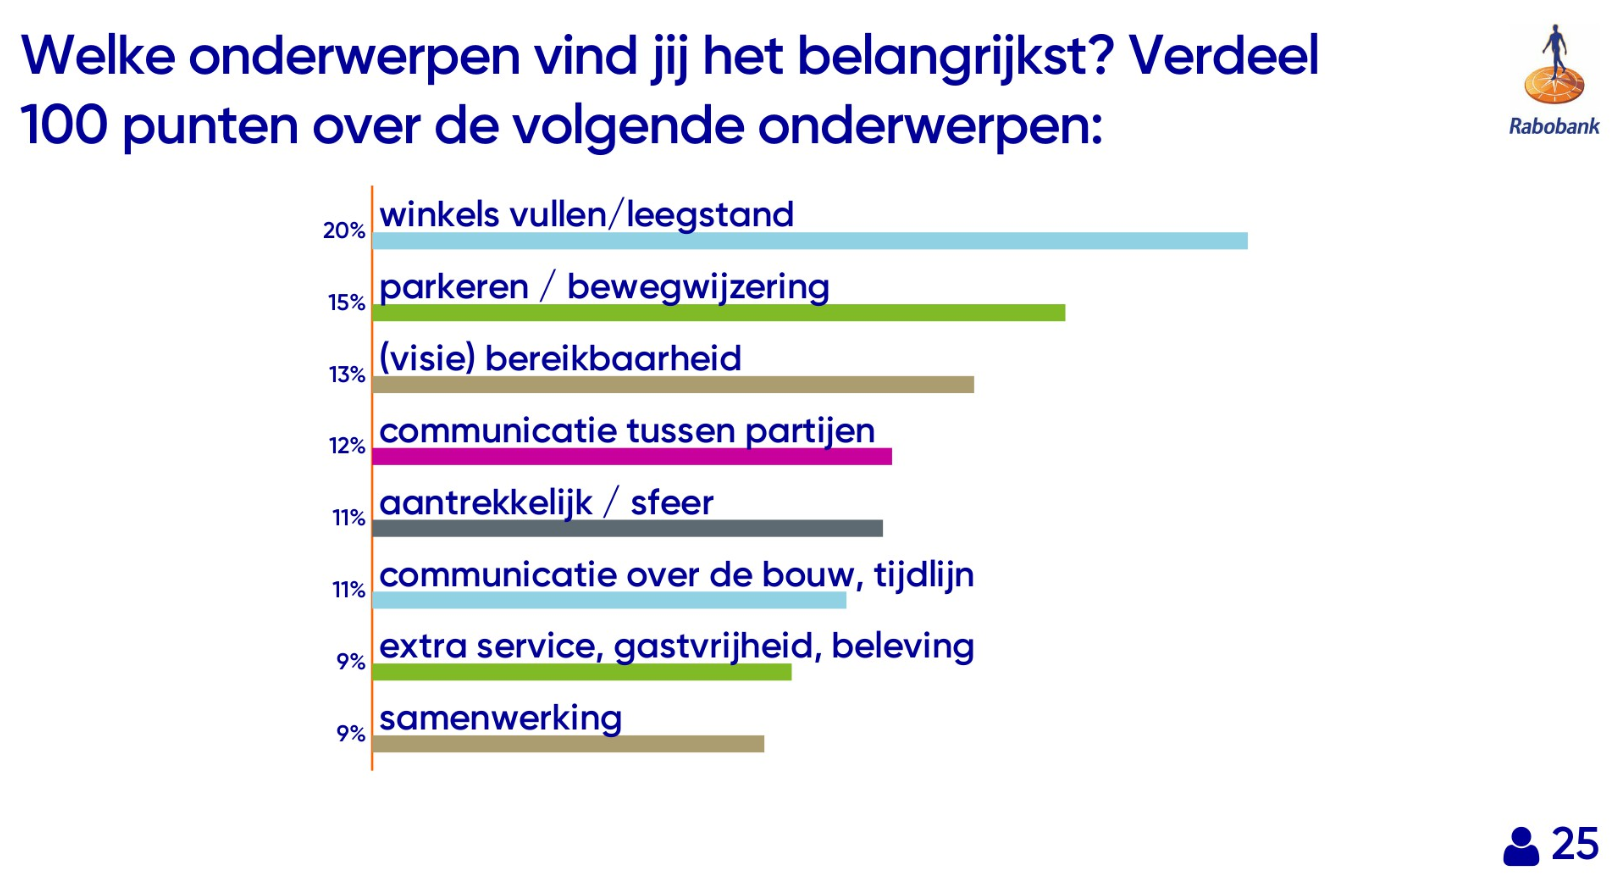 Welke onderwerpen vind jij het belangrijkst? Verdeel
100 punten over de volgende onderwerpen:
Rabobank
winkels vullen/leegstand
20%
parkeren / bewegwijzering
15%
(visie) bereikbaarheid
13%
communicatie tussen partijen
12%
aantrekkelijk / sfeer
11%
communicatie over de bouw, tijdlijn
11%
extra service, gastvrijheid, beleving
9%
samenwerking
9%
25